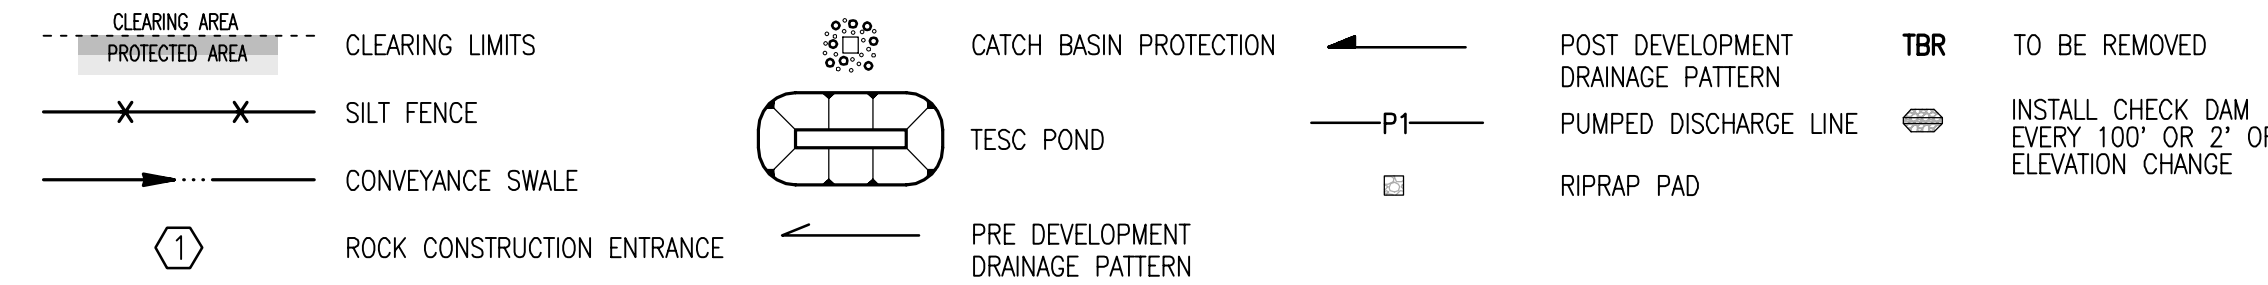 CLEARING AREA
PROTECTED AREA
CLEARING LIMITS
SILT FENCE
CONVEYANCE SWALE
1
ROCK CONSTRUCTION ENTRANCE
CATCH BASIN PROTECTION
TESC POND
PRE DEVELOPMENT
DRAINAGE PATTERN
POST DEVELOPMENT
DRAINAGE PATTERN
P1
PUMPED DISCHARGE LINE
RIPRAP PAD
TBR
TO BE REMOVED
INSTALL CHECK DAM
EVERY 100' OR 2'
ELEVATION CHANGE